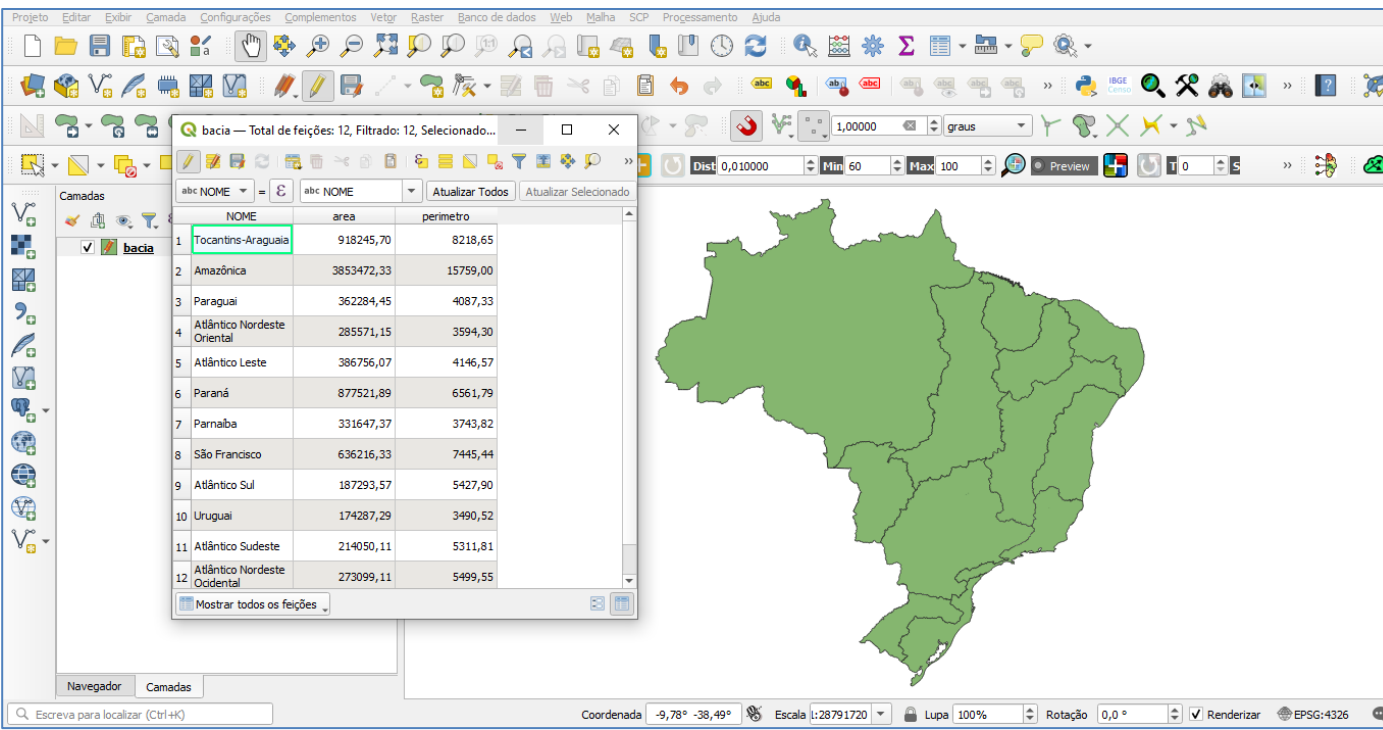 Projeto Editar Exibir Camada Configurações Complementos Vetor Raster Banco de dados Web Malha SCP Processamento Ajuda
abc abc ab abc IBGE Censo
1,00000 graus
bacia — Total de feições: 12, Filtrado: 12, Selecionado...
Dist 0,010000 Min 60 Max 100 Preview T 0 S
Camadas
bacia
abc NOME = ε abc NOME Atualizar Todos Atualizar Selecionado
NOME area perimetro
1 Tocantins-Araguaia 918245,70 8218,65
2 Amazônica 3853472,33 15759,00
3 Paraguai 362284,45 4087,33
4 Atlântico Nordeste Oriental 285571,15 3594,30
5 Atlântico Leste 386756,07 4146,57
6 Paraná 877521,89 6561,79
7 Parnaíba 331647,37 3743,82
8 São Francisco 636216,33 7445,44
9 Atlântico Sul 187293,57 5427,90
10 Uruguai 174287,29 3490,52
11 Atlântico Sudeste 214050,11 5311,81
12 Atlântico Nordeste Ocidental 273099,11 5499,55
Mostrar todos os feições
Navegador Camadas
Escreva para localizar (Ctrl+K) Coordenada -9,78° -38,49° Escala 1:28791720 Lupa 100% Rotação 0,0 ° Renderizar EPSG:4326